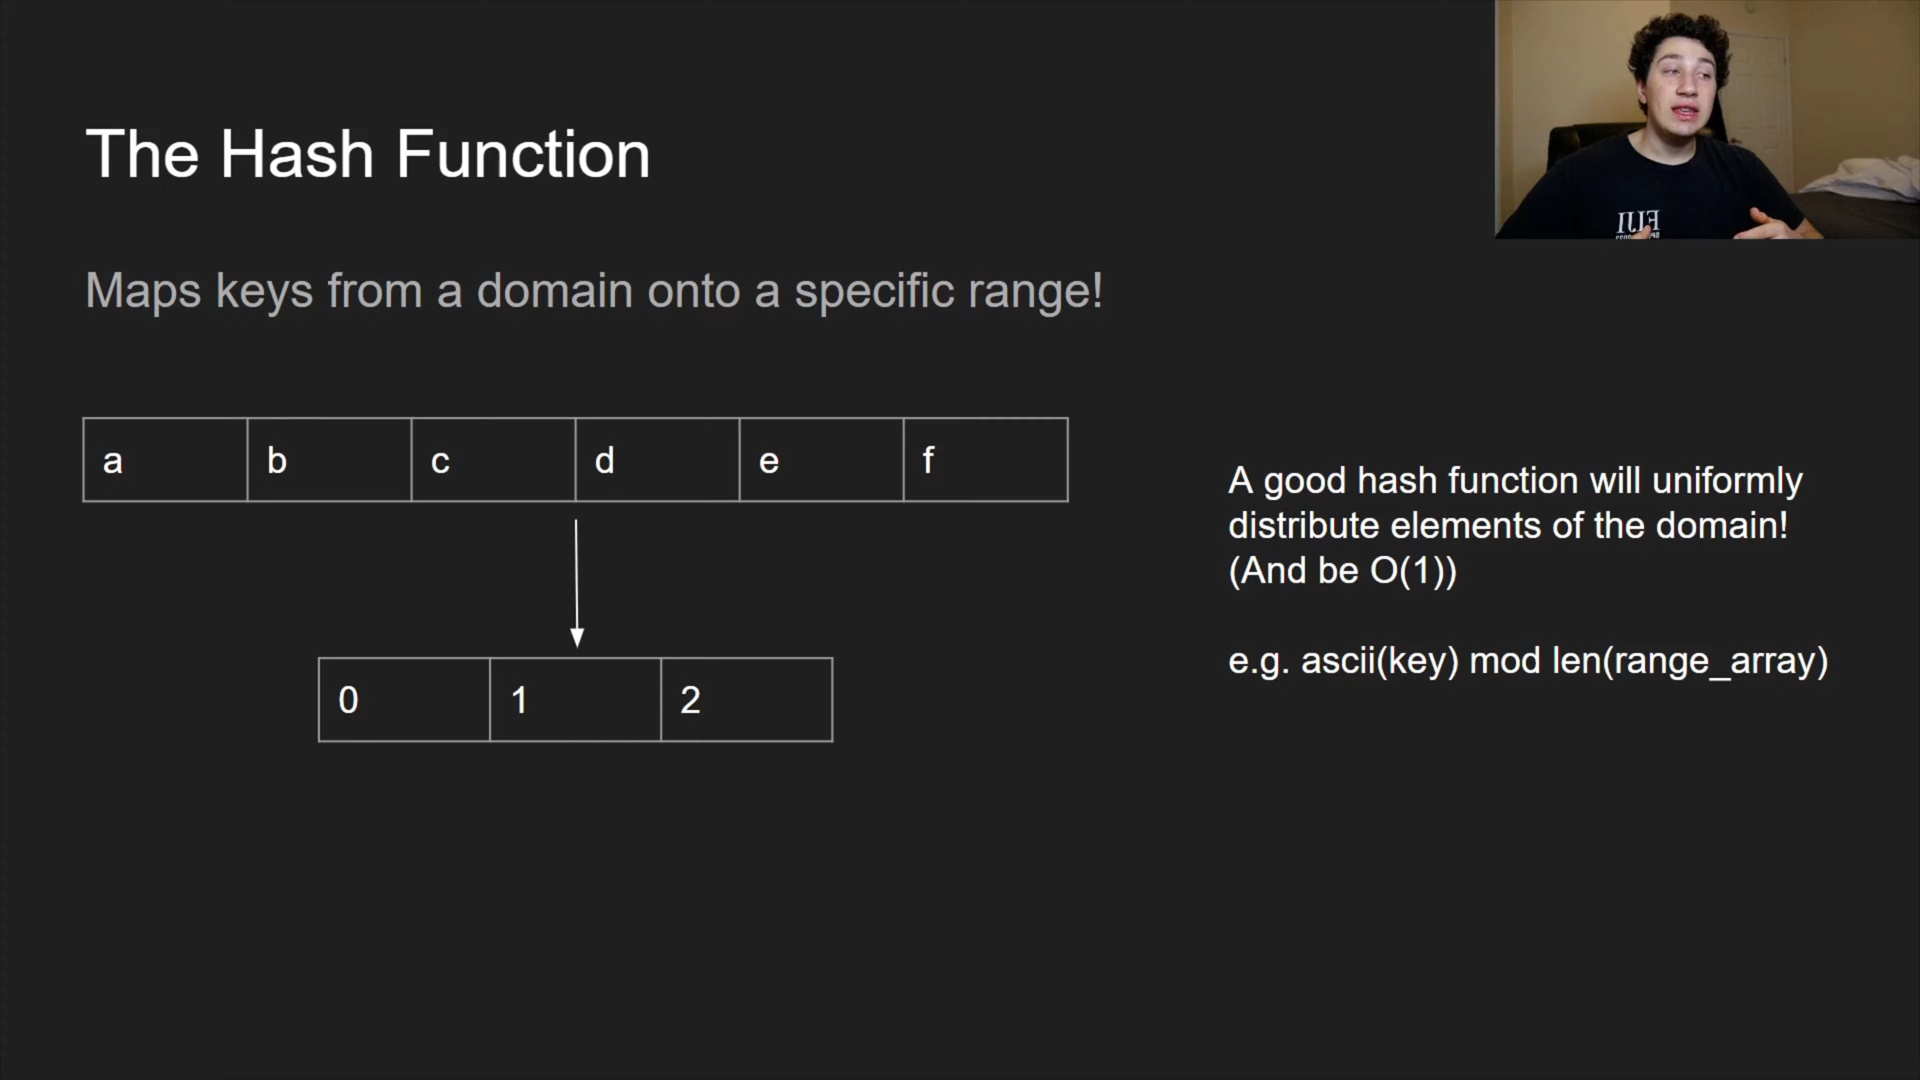 The Hash Function
Maps keys from a domain onto a specific range!
a b c d e f
0 1 2
A good hash function will uniformly
distribute elements of the domain!
(And be O(1))
e.g. ascii(key) mod len(range_array)
FIJI